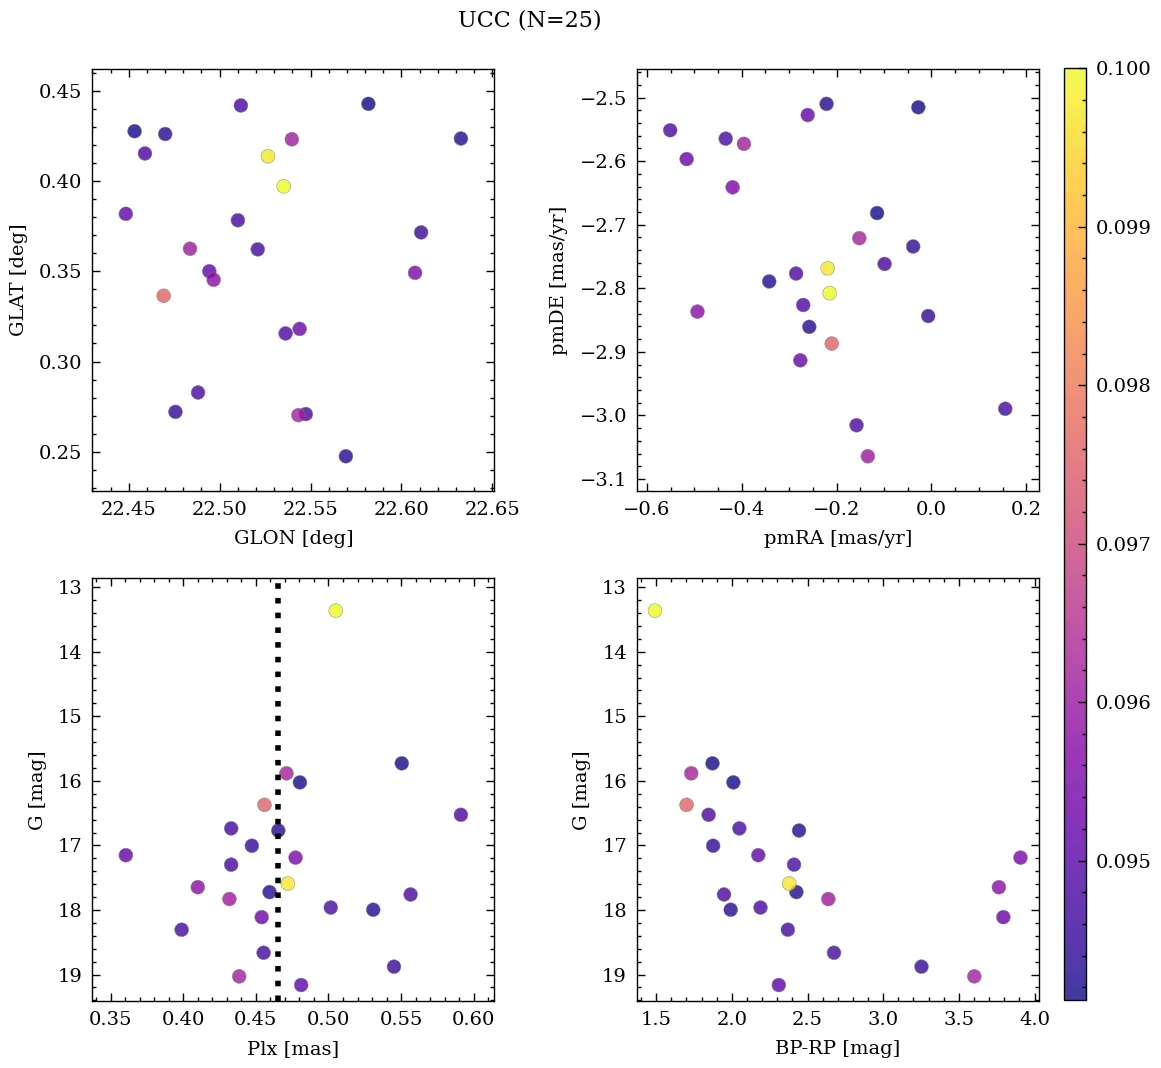 UCC (N=25)
0.45
0.40
0.35
0.30
0.25
GLAT [deg]
22.45 22.50 22.55 22.60 22.65
GLON [deg]
−2.5
−2.6
−2.7
−2.8
−2.9
−3.0
−3.1
pmDE [mas/yr]
−0.6 −0.4 −0.2 0.0 0.2
pmRA [mas/yr]
13
14
15
16
17
18
19
G [mag]
0.35 0.40 0.45 0.50 0.55 0.60
Plx [mas]
13
14
15
16
17
18
19
G [mag]
1.5 2.0 2.5 3.0 3.5 4.0
BP-RP [mag]
0.100
0.099
0.098
0.097
0.096
0.095